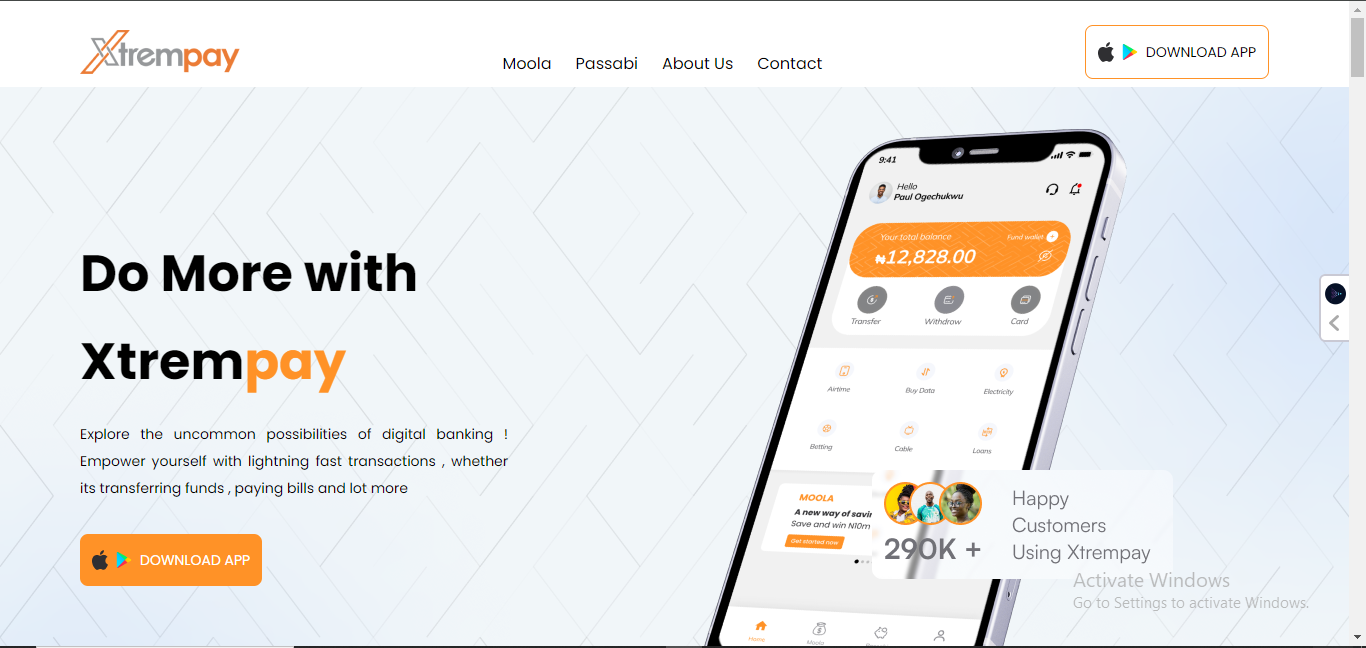 Xtrempay
Moola Passabi About Us Contact
DOWNLOAD APP
Do More with
Xtrempay
Explore the uncommon possibilities of digital banking !
Empower yourself with lightning fast transactions , whether
its transferring funds , paying bills and lot more
DOWNLOAD APP
9:41
Hello
Paul Ogechukwu
Your total balance
Fund wallet
₦12,828.00
Transfer Withdraw Card
Airtime Buy Data Electricity
Betting Cable Loans
MOOLA
A new way of savin
Save and win N10m
Get started now
Home Moola
290K +
Happy
Customers
Using Xtrempay
Activate Windows
Go to Settings to activate Windows.